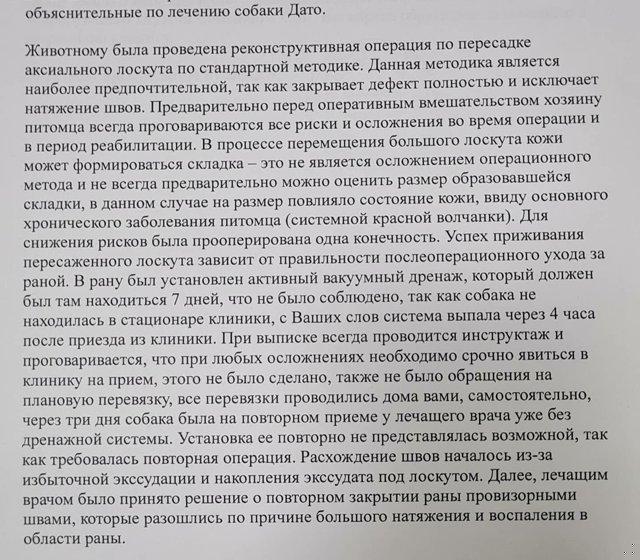 объяснительные по лечению собаки Дато.
Животному была проведена реконструктивная операция по пересадке
аксиального лоскута по стандартной методике. Данная методика является
наиболее предпочтительной, так как закрывает дефект полностью и исключает
натяжение швов. Предварительно перед оперативным вмешательством хозяину
питомца всегда проговариваются все риски и осложнения во время операции и
в период реабилитации. В процессе перемещения большого лоскута кожи
может формироваться складка – это не является осложнением операционного
метода и не всегда предварительно можно оценить размер образовавшейся
складки, в данном случае на размер повлияло состояние кожи, ввиду основного
хронического заболевания питомца (системной красной волчанки). Для
снижения рисков была прооперирована одна конечность. Успех приживания
пересаженного лоскута зависит от правильности послеоперационного ухода за
раной. В рану был установлен активный вакуумный дренаж, который должен
был там находиться 7 дней, что не было соблюдено, так как собака не
находилась в стационаре клиники, с Ваших слов система выпала через 4 часа
после приезда из клиники. При выписке всегда проводится инструктаж и
проговаривается, что при любых осложнениях необходимо срочно явиться в
клинику на прием, этого не было сделано, также не было обращения на
плановую перевязку, все перевязки проводились дома вами, самостоятельно,
через три дня собака была на повторном приеме у лечащего врача уже без
дренажной системы. Установка ее повторно не представлялась возможной, так
как требовалась повторная операция. Расхождение швов началось из-за
избыточной экссудации и накопления экссудата под лоскутом. Далее, лечащим
врачом было принято решение о повторном закрытии раны провизорными
швами, которые разошлись по причине большого натяжения и воспаления в
области раны.